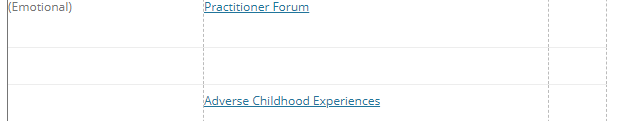 (Emotional)
Practitioner Forum
Adverse Childhood Experiences